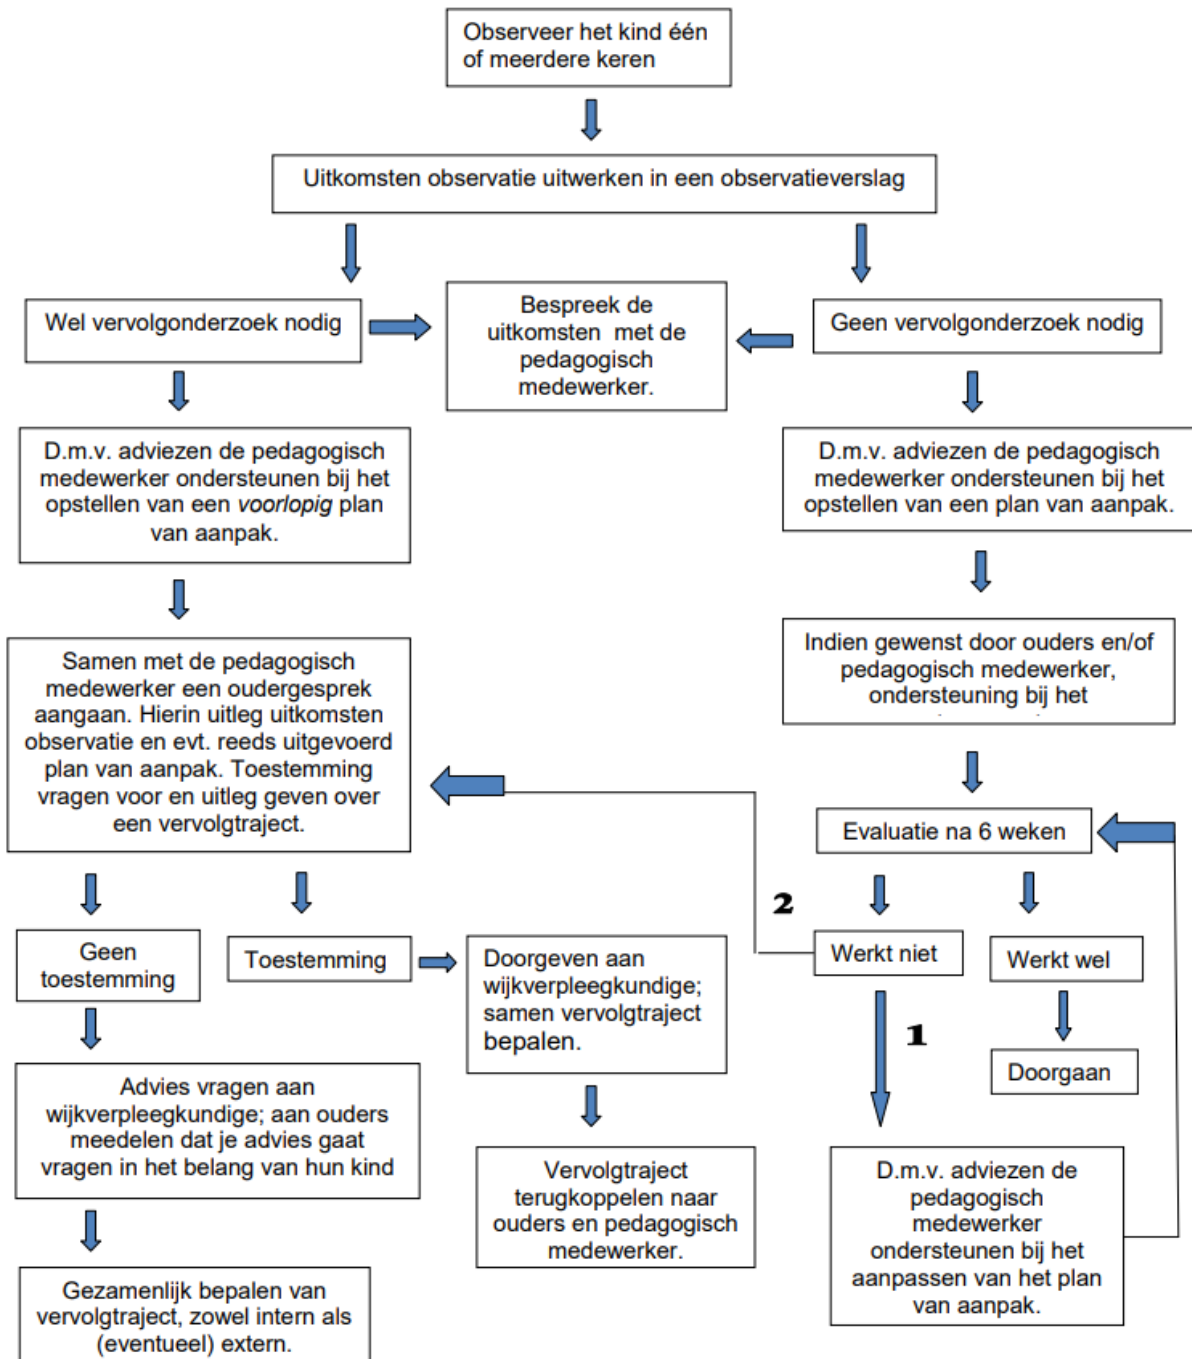 Observeer het kind één
of meerdere keren
Uitkomsten observatie uitwerken in een observatieverslag
Wel vervolgonderzoek nodig
Bespreek de
uitkomsten met de
pedagogisch
medewerker.
Geen vervolgonderzoek nodig
D.m.v. adviezen de pedagogisch
medewerker ondersteunen bij het
opstellen van een voorlopig plan
van aanpak.
D.m.v. adviezen de pedagogisch
medewerker ondersteunen bij het
opstellen van een plan van aanpak.
Samen met de pedagogisch
medewerker een oudergesprek
aangaan. Hierin uitleg uitkomsten
observatie en evt. reeds uitgevoerd
plan van aanpak. Toestemming
vragen voor en uitleg geven over
een vervolgtraject.
Indien gewenst door ouders en/of
pedagogisch medewerker,
ondersteuning bij het
Evaluatie na 6 weken
2
Geen
toestemming
Toestemming
Doorgeven aan
wijkverpleegkundige;
samen vervolgtraject
bepalen.
Werkt niet
Werkt wel
1
Doorgaan
Advies vragen aan
wijkverpleegkundige; aan ouders
meedelen dat je advies gaat
vragen in het belang van hun kind
Vervolgtraject
terugkoppelen naar
ouders en pedagogisch
medewerker.
D.m.v. adviezen de
pedagogisch
medewerker
ondersteunen bij het
aanpassen van het plan
van aanpak.
Gezamenlijk bepalen van
vervolgtraject, zowel intern als
(eventueel) extern.